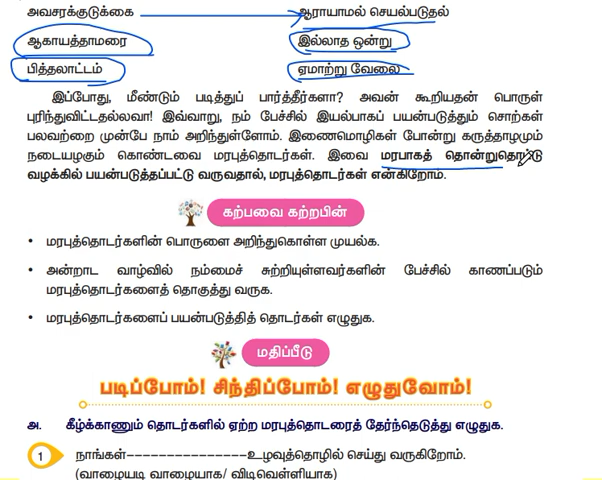 அவசரக்குடுக்கை ஆராயாமல் செயல்படுதல்
ஆகாயத்தாமரை இல்லாத ஒன்று
பித்தலாட்டம் ஏமாற்று வேலை
இப்போது, மீண்டும் படித்துப் பார்த்தீர்களா? அவன் கூறியதன் பொருள்
புரிந்துவிட்டதல்லவா! இவ்வாறு, நம் பேச்சில் இயல்பாகப் பயன்படுத்தும் சொற்கள்
பலவற்றை முன்பே நாம் அறிந்துள்ளோம். இணைமொழிகள் போன்று கருத்தாழமும்
நடையழகும் கொண்டவை மரபுத்தொடர்கள். இவை மரபாகத் தொன்றுதொட்டு
வழக்கில் பயன்படுத்தப்பட்டு வருவதால், மரபுத்தொடர்கள் என்கிறோம்.
கற்பவை கற்றபின்
• மரபுத்தொடர்களின் பொருளை அறிந்துகொள்ள முயல்க.
• அன்றாட வாழ்வில் நம்மைச் சுற்றியுள்ளவர்களின் பேச்சில் காணப்படும்
மரபுத்தொடர்களைத் தொகுத்து வருக.
• மரபுத்தொடர்களைப் பயன்படுத்தித் தொடர்கள் எழுதுக.
மதிப்பீடு
படிப்போம்! சிந்திப்போம்! எழுதுவோம்!
அ. கீழ்க்காணும் தொடர்களில் ஏற்ற மரபுத்தொடரைத் தேர்ந்தெடுத்து எழுதுக.
1 நாங்கள்---------------உழவுத்தொழில் செய்து வருகிறோம்.
(வாழையடி வாழையாக/ விடிவெள்ளியாக)